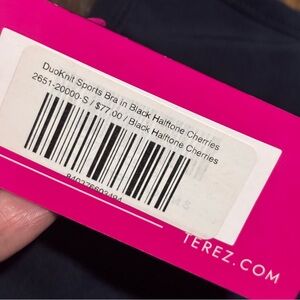 DuoKnit Sports Bra in Black Halftone Cherries
2651-20000-S / $77.00 / Black Halftone Cherries
TEREZ.COM